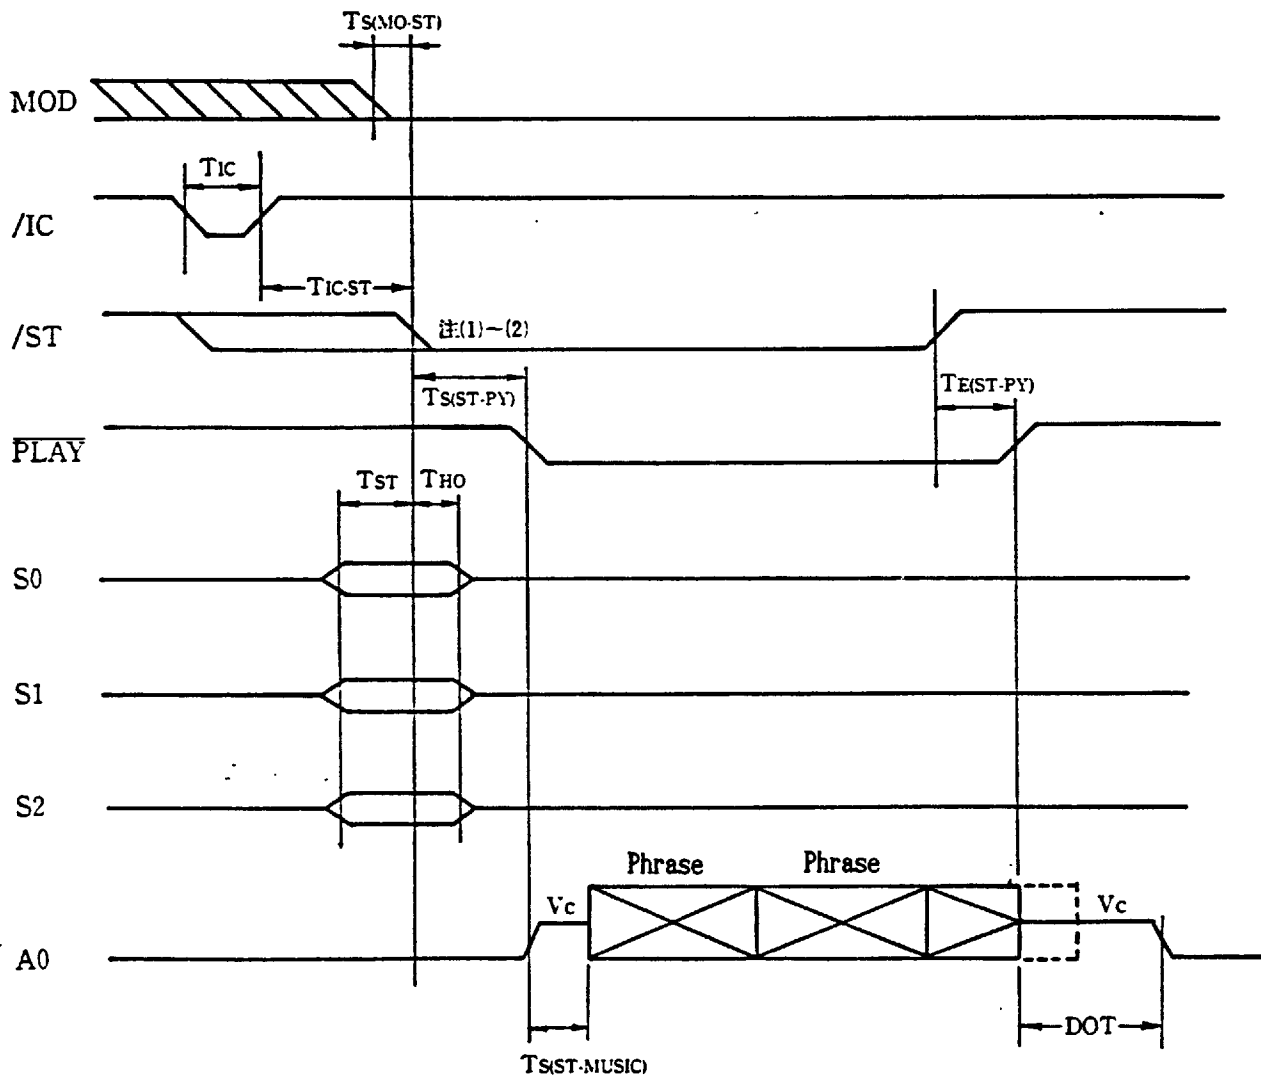 TS(MO-ST)
MOD
TIC
/IC
TIC-ST
/ST
注(1)~(2)
TS(ST-PY)
TE(ST-PY)
PLAY
TST
THO
S0
S1
S2
Phrase
Phrase
Vc
Vc
A0
DOT
TS(ST-MUSIC)